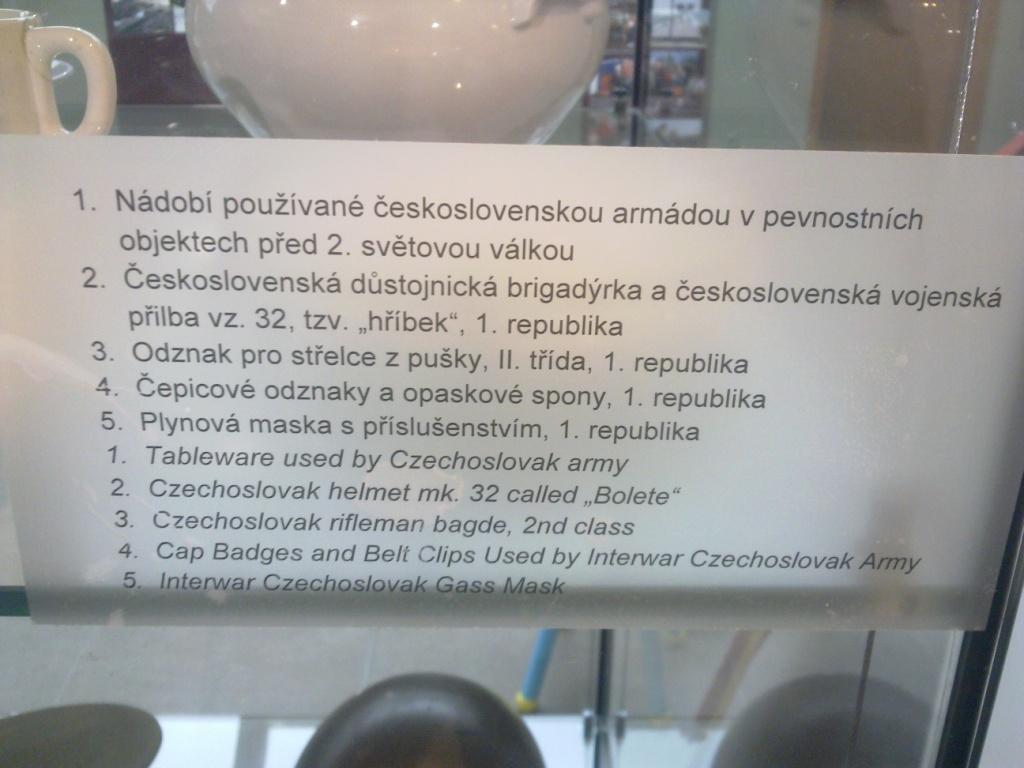 1. Nádobí používané československou armádou v pevnostních
objektech před 2. světovou válkou
2. Československá důstojnická brigadýrka a československá vojenská
přilba vz. 32, tzv. „hříbek“, 1. republika
3. Odznak pro střelce z pušky, II. třída, 1. republika
4. Čepicové odznaky a opaskové spony, 1. republika
5. Plynová maska s příslušenstvím, 1. republika
1. Tableware used by Czechoslovak army
2. Czechoslovak helmet mk. 32 called „Bolete“
3. Czechoslovak rifleman bagde, 2nd class
4. Cap Badges and Belt Clips Used by Interwar Czechoslovak Army
5. Interwar Czechoslovak Gass Mask